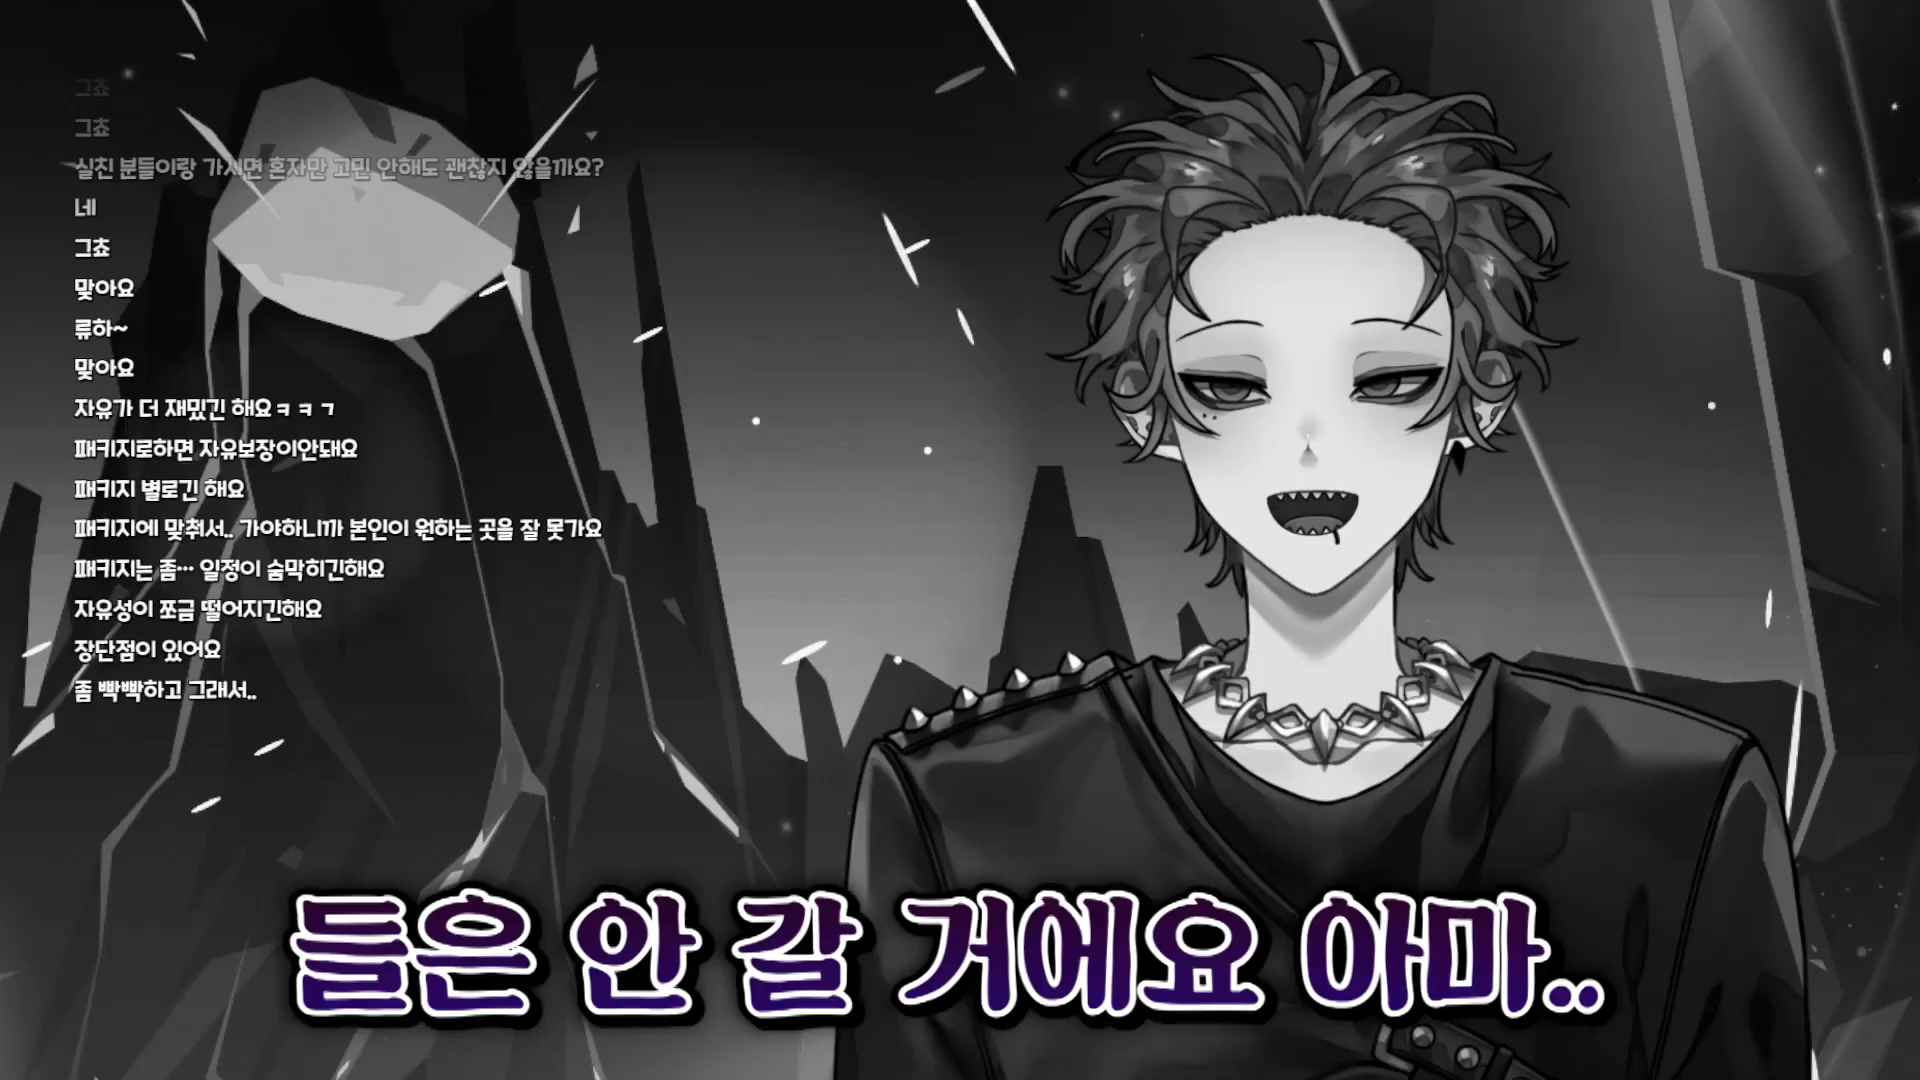 그쵸
그쵸
실친 분들이랑 가시면 혼자만 고민 안해도 괜찮지 않을까요?
네
그쵸
맞아요
류하~
맞아요
자유가 더 재밌긴 해요ㅋㅋㄱ
패키지로하면 자유보장이안돼요
패키지 별로긴 해요
패키지에 맞춰서.. 가야하니까 본인이 원하는 곳을 잘 못가요
패키지는 좀… 일정이 숨막히긴해요
자유성이 쪼금 떨어지긴해요
장단점이 있어요
좀 빡빡하고 그래서..
들은 안 갈 거에요 아마..